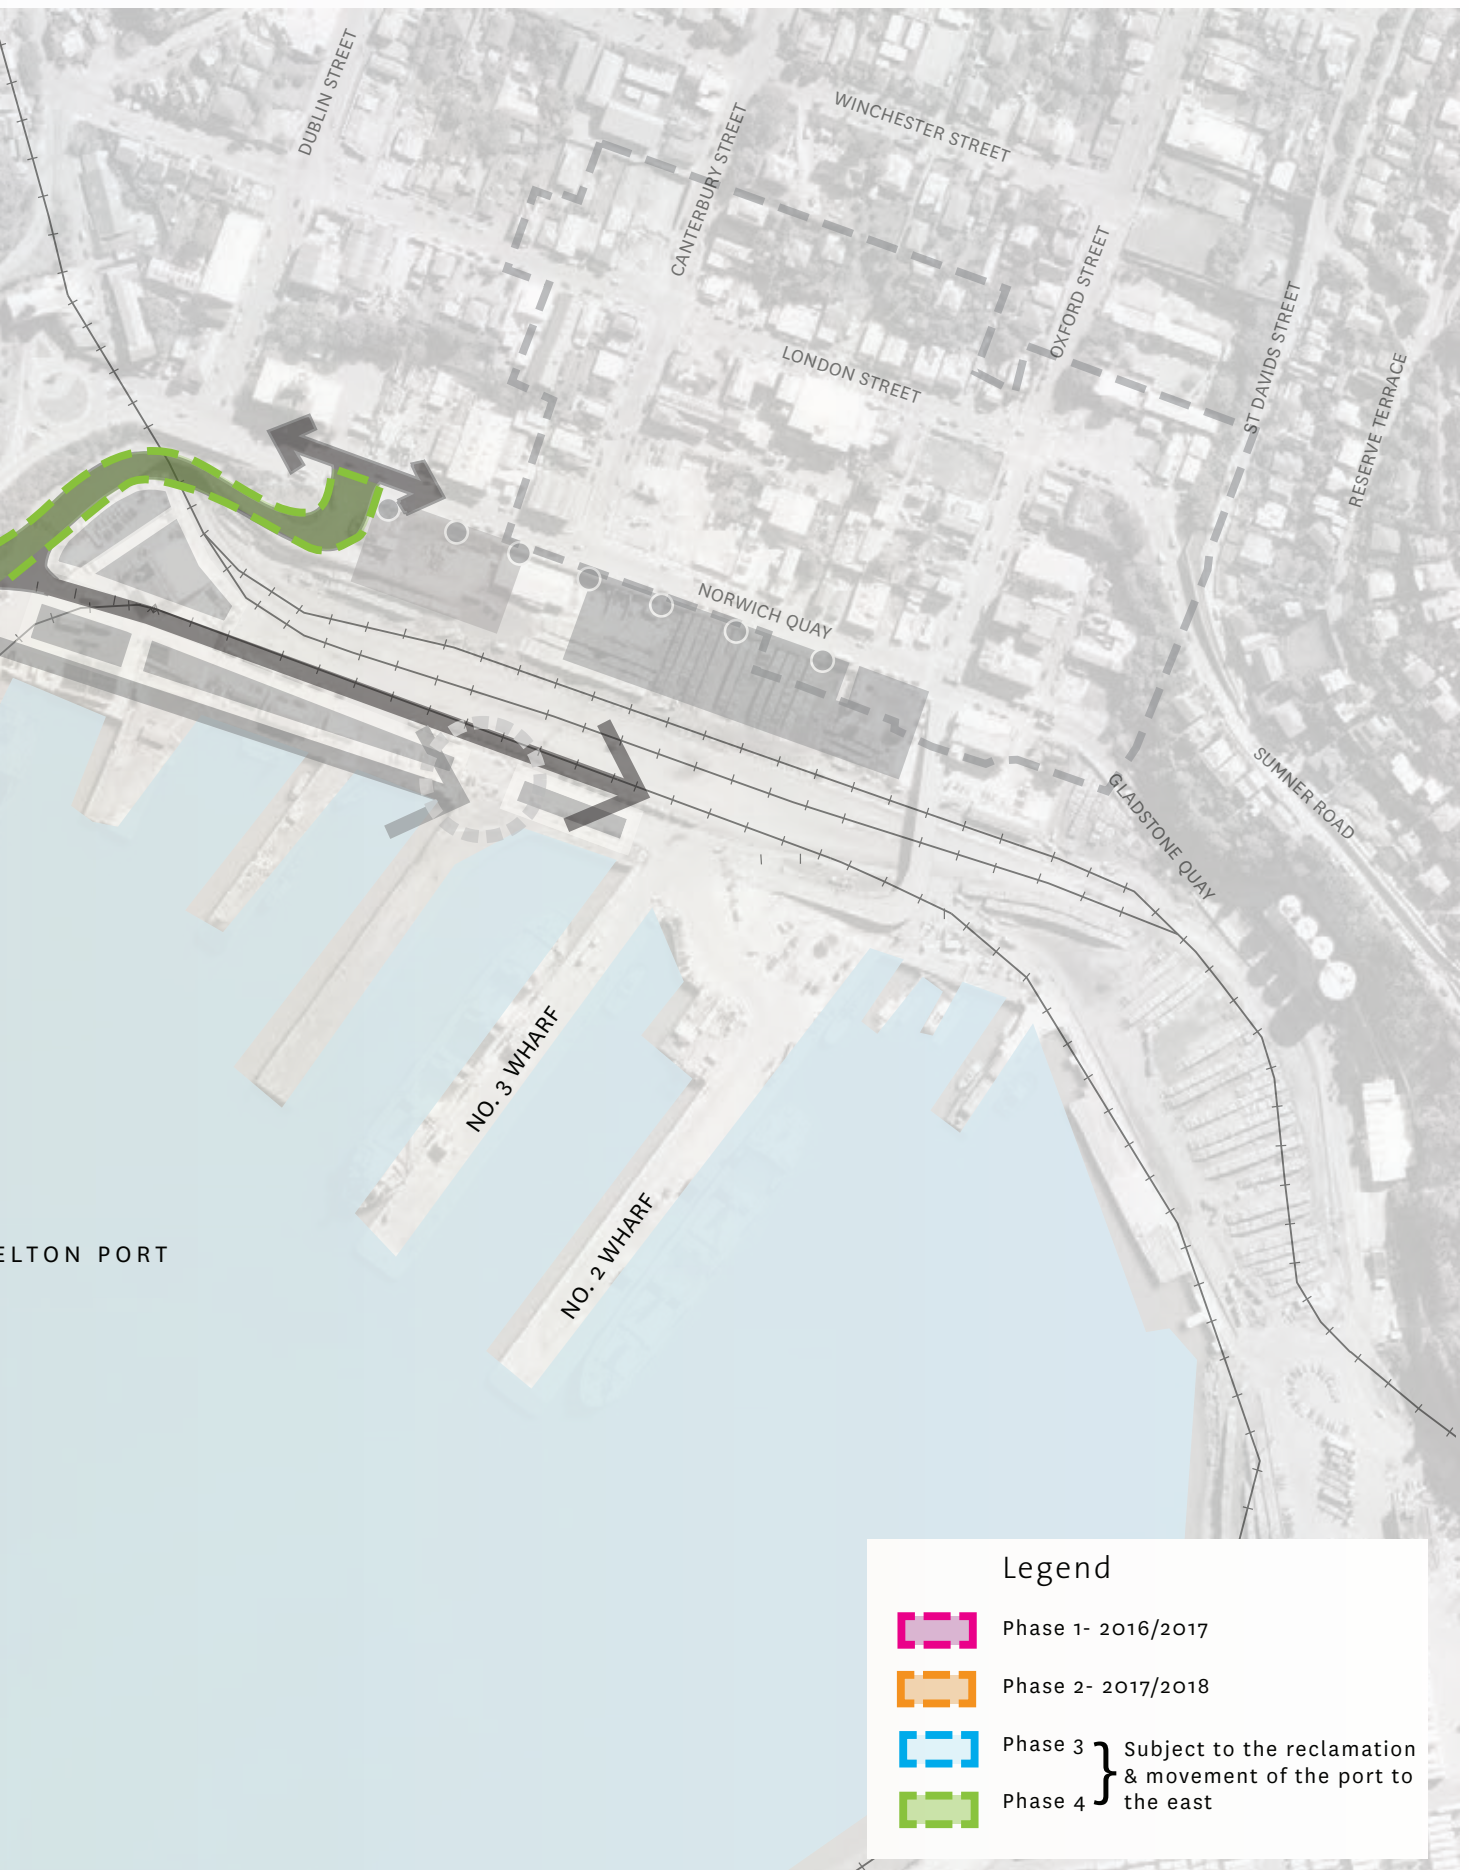 DUBLIN STREET
CANTERBURY STREET
WINCHESTER STREET
OXFORD STREET
LONDON STREET
ST DAVIDS STREET
RESERVE TERRACE
NORWICH QUAY
SUMNER ROAD
GLADSTONE QUAY
NO. 3 WHARF
NO. 2 WHARF
ELTON PORT
Legend
Phase 1- 2016/2017
Phase 2- 2017/2018
Phase 3
Phase 4
} Subject to the reclamation
& movement of the port to
the east